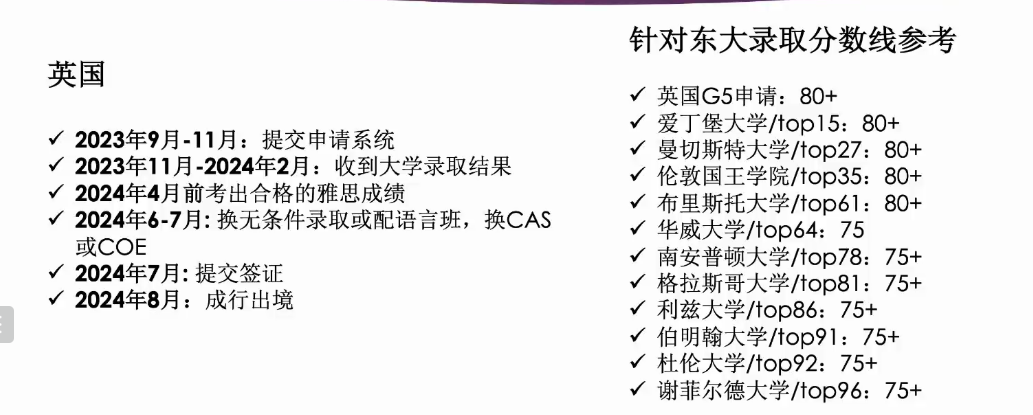 英国
2023年9月-11月：提交申请系统
2023年11月-2024年2月：收到大学录取结果
2024年4月前考出合格的雅思成绩
2024年6-7月: 换无条件录取或配语言班，换CAS
或COE
2024年7月: 提交签证
2024年8月：成行出境
针对东大录取分数线参考
英国G5申请：80+
爱丁堡大学/top15：80+
曼切斯特大学/top27：80+
伦敦国王学院/top35：80+
布里斯托大学/top61：80+
华威大学/top64：75
南安普顿大学/top78：75+
格拉斯哥大学/top81：75+
利兹大学/top86：75+
伯明翰大学/top91：75+
杜伦大学/top92：75+
谢菲尔德大学/top96：75+